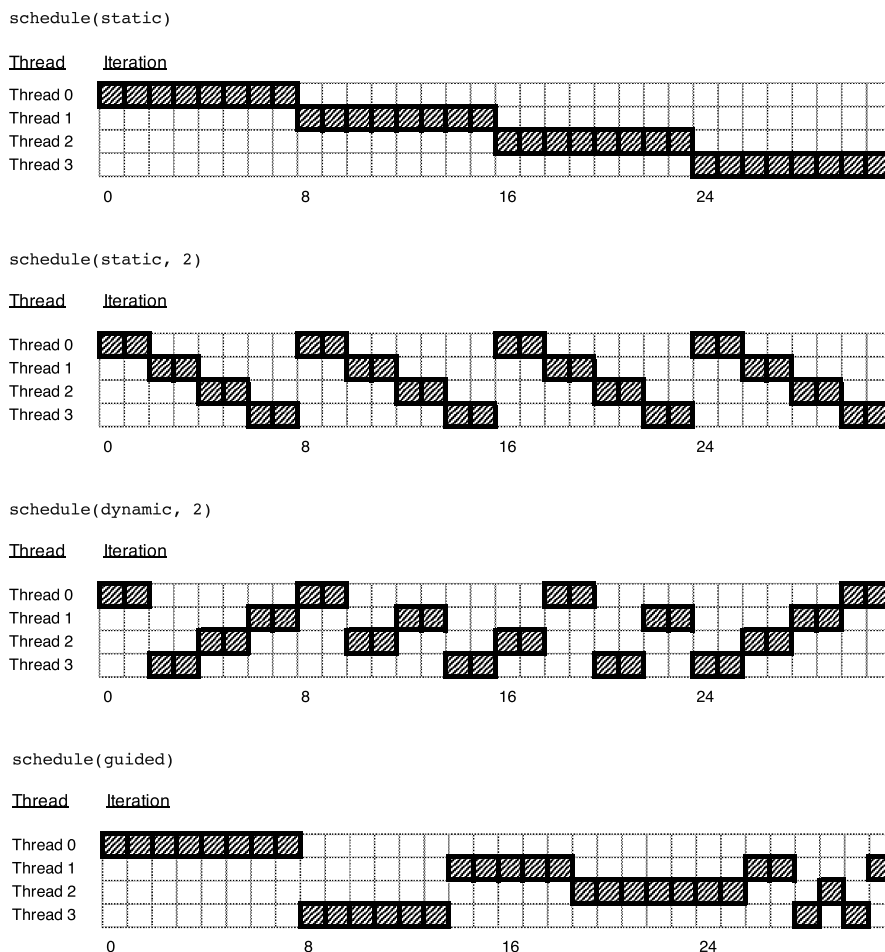 schedule(static)
Thread Iteration
Thread 0
Thread 1
Thread 2
Thread 3
0 8 16 24
schedule(static, 2)
Thread Iteration
Thread 0
Thread 1
Thread 2
Thread 3
0 8 16 24
schedule(dynamic, 2)
Thread Iteration
Thread 0
Thread 1
Thread 2
Thread 3
0 8 16 24
schedule(guided)
Thread Iteration
Thread 0
Thread 1
Thread 2
Thread 3
0 8 16 24